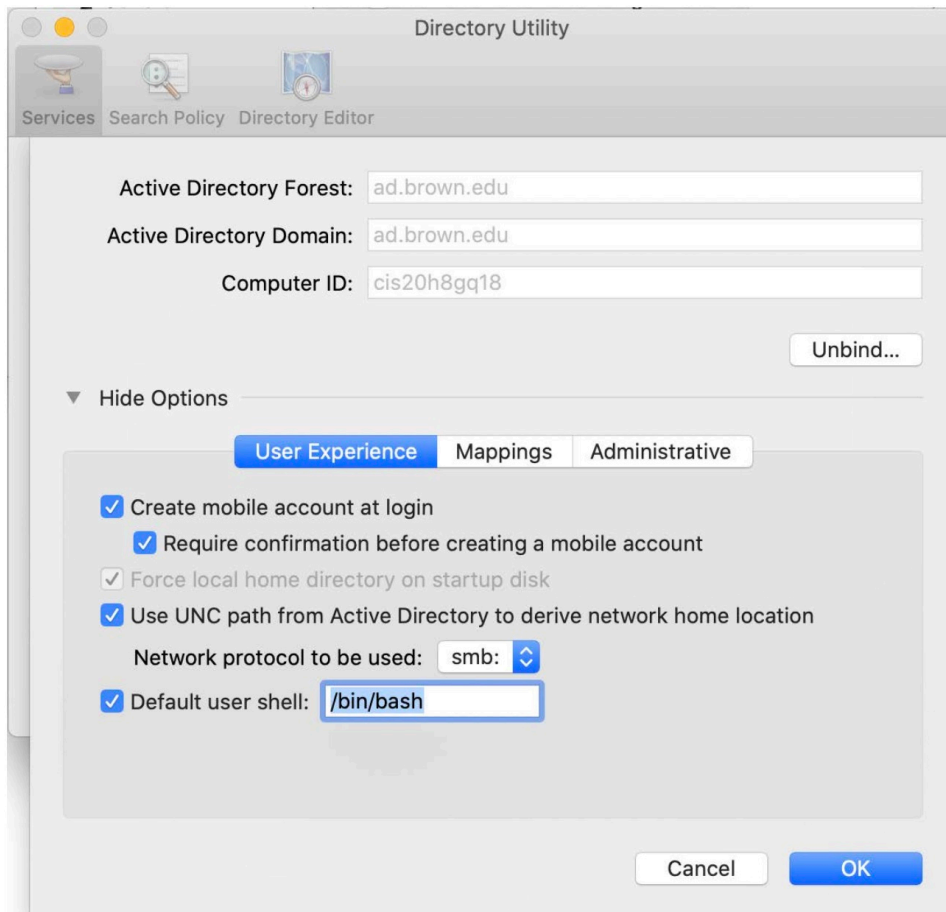 Directory Utility
Services Search Policy Directory Editor
Active Directory Forest: ad.brown.edu
Active Directory Domain: ad.brown.edu
Computer ID: cis20h8gq18
Unbind...
Hide Options
User Experience Mappings Administrative
Create mobile account at login
Require confirmation before creating a mobile account
Force local home directory on startup disk
Use UNC path from Active Directory to derive network home location
Network protocol to be used: smb:
Default user shell: /bin/bash
Cancel OK